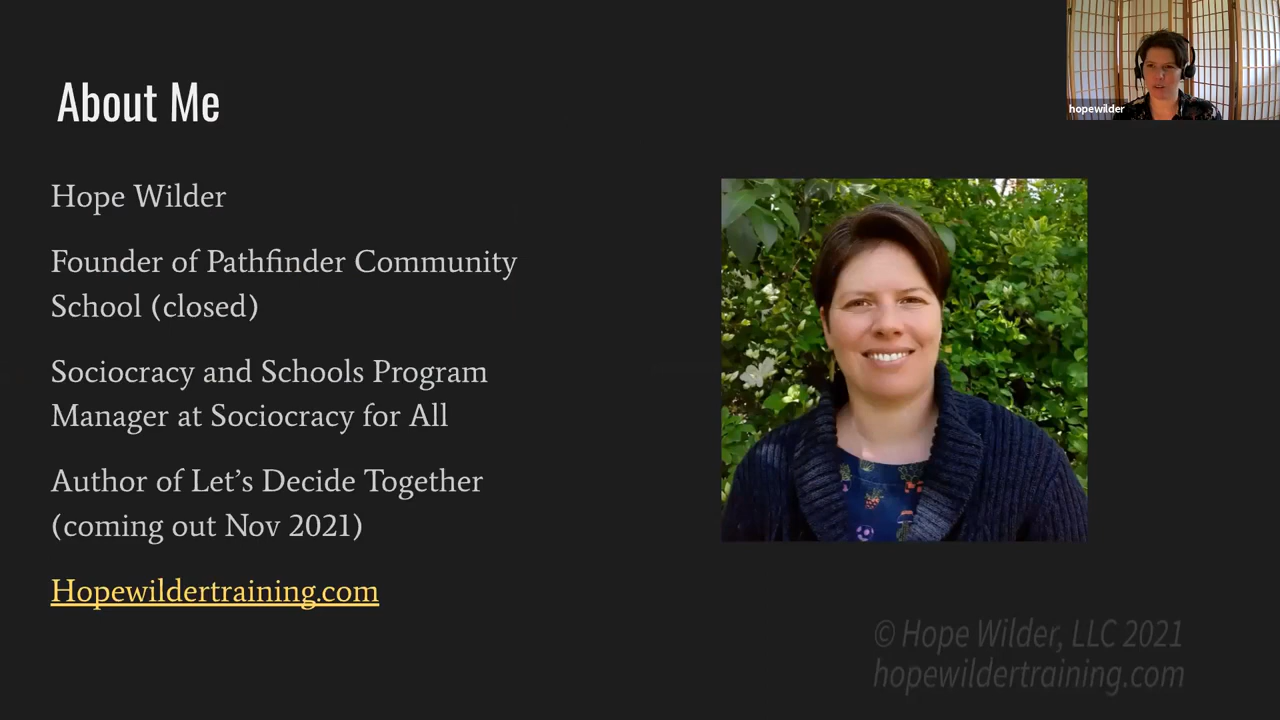 About Me
hopewilder
Hope Wilder
Founder of Pathfinder Community
School (closed)
Sociocracy and Schools Program
Manager at Sociocracy for All
Author of Let’s Decide Together
(coming out Nov 2021)
Hopewildertraining.com
© Hope Wilder, LLC 2021
hopewildertraining.com